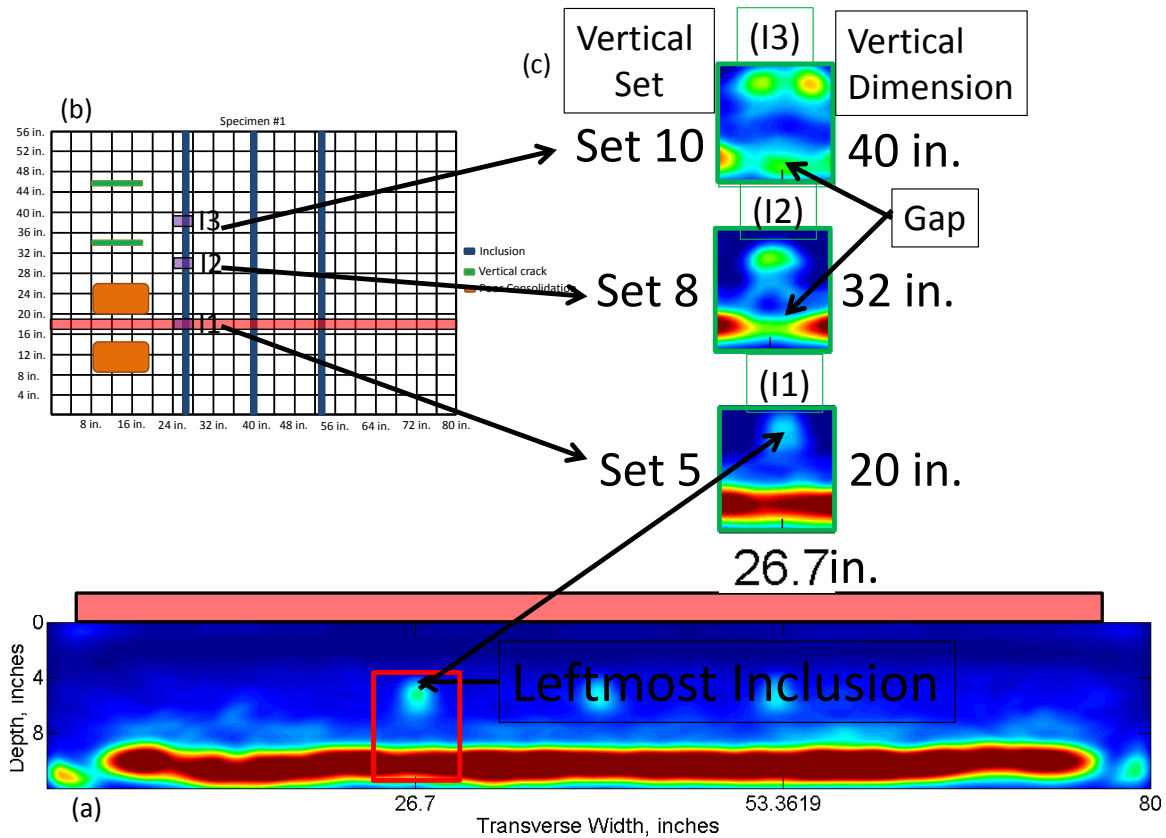 (c)
Vertical
Set
(I3)
Vertical
Dimension
Set 10
40 in.
Gap
(I2)
Set 8
32 in.
(I1)
Set 5
20 in.
26.7in.
(b)
Specimen #1
56 in.
52 in.
48 in.
44 in.
40 in.
36 in.
32 in.
28 in.
24 in.
20 in.
16 in.
12 in.
8 in.
4 in.
I3
I2
I1
8 in. 16 in. 24 in. 32 in. 40 in. 48 in. 56 in. 64 in. 72 in. 80 in.
Inclusion
Vertical crack
Poor Consolidation
0
4
8
Depth, inches
Leftmost Inclusion
(a)
26.7 53.3619 80
Transverse Width, inches